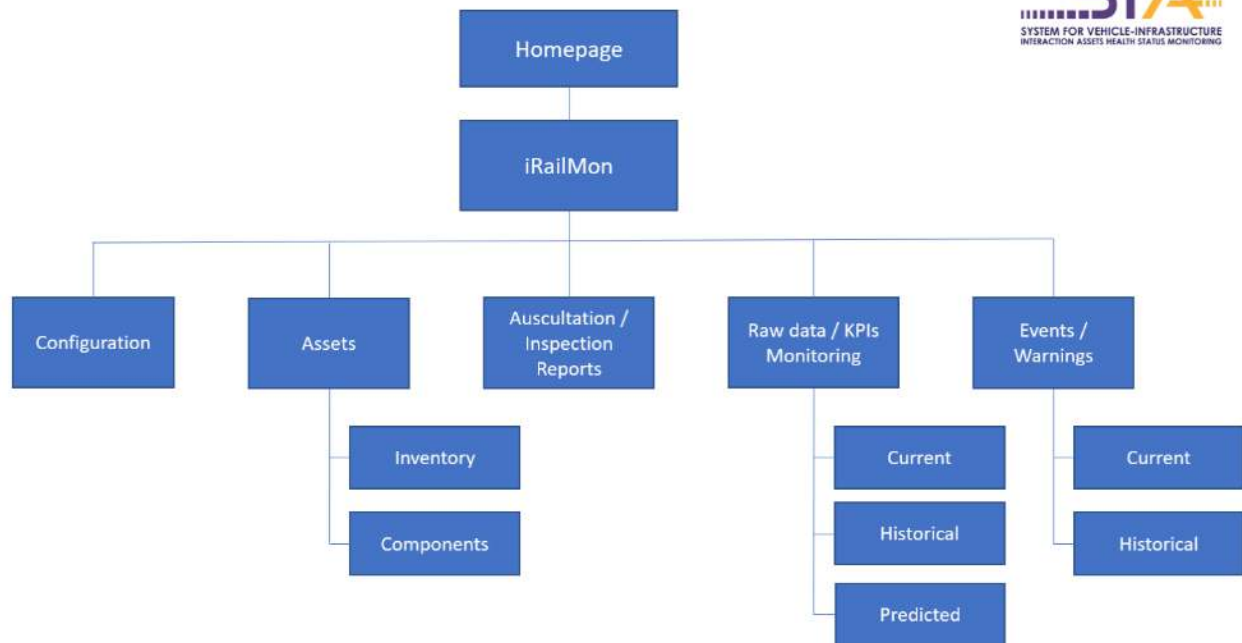 SYSTEM FOR VEHICLE-INFRASTRUCTURE
INTERACTION ASSETS HEALTH STATUS MONITORING
Homepage
iRailMon
Configuration
Assets
Auscultation /
Inspection
Reports
Raw data / KPIs
Monitoring
Events /
Warnings
Inventory
Components
Current
Historical
Predicted
Current
Historical